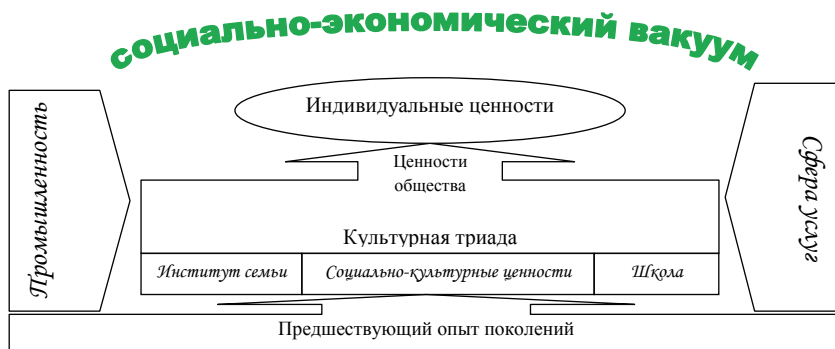 социально-экономический вакуум
Промышленность
Индивидуальные ценности
Ценности
общества
Культурная триада
Институт семьи
Социально-культурные ценности
Школа
Предшествующий опыт поколений
Сфера услуг